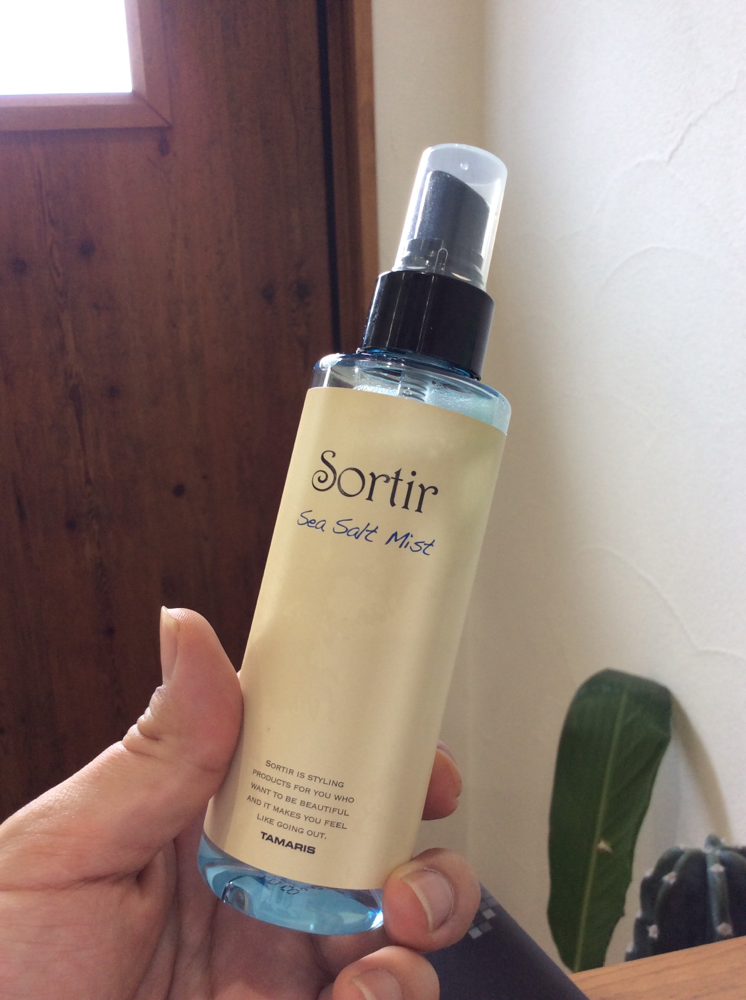 Sortir
Sea Salt Mist
SORTIR IS STYLING
PRODUCTS FOR YOU WHO
WANT TO BE BEAUTIFUL
AND IT MAKES YOU FEEL
LIKE GOING OUT.
TAMARIS